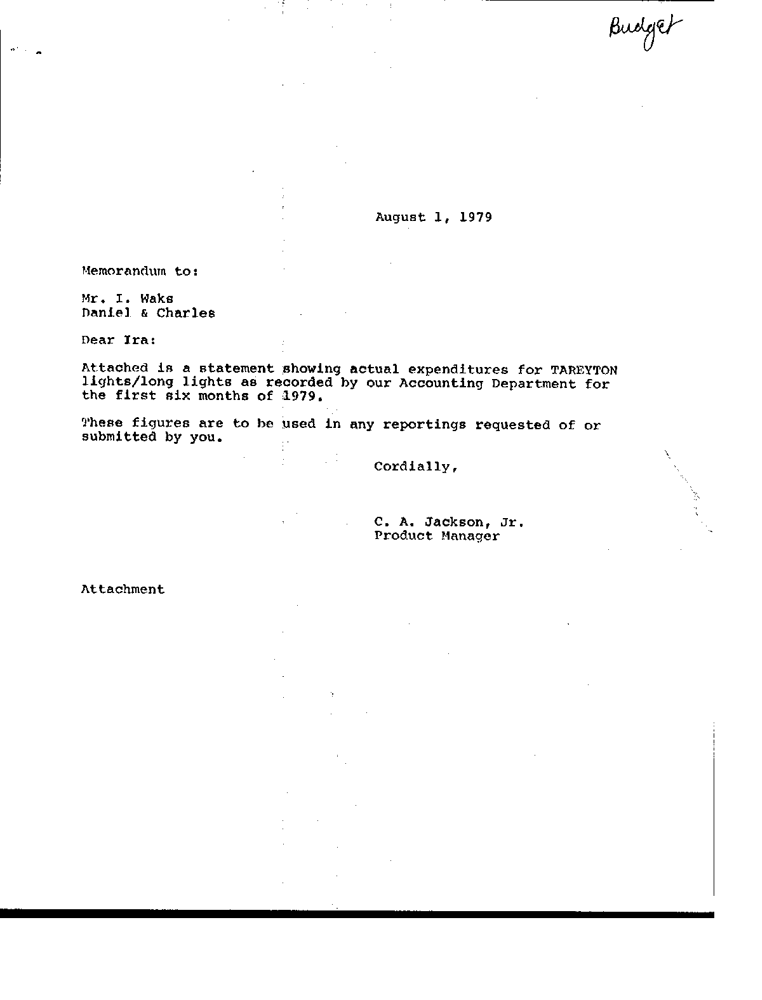 Budget
August 1, 1979
Memorandum to:
Mr. I. Waks
Daniel & Charles
Dear Ira:
Attached is a statement showing actual expenditures for TAREYTON
lights/long lights as recorded by our Accounting Department for
the first six months of 1979.
These figures are to be used in any reportings requested of or
submitted by you.
Cordially,
C. A. Jackson, Jr.
Product Manager
Attachment